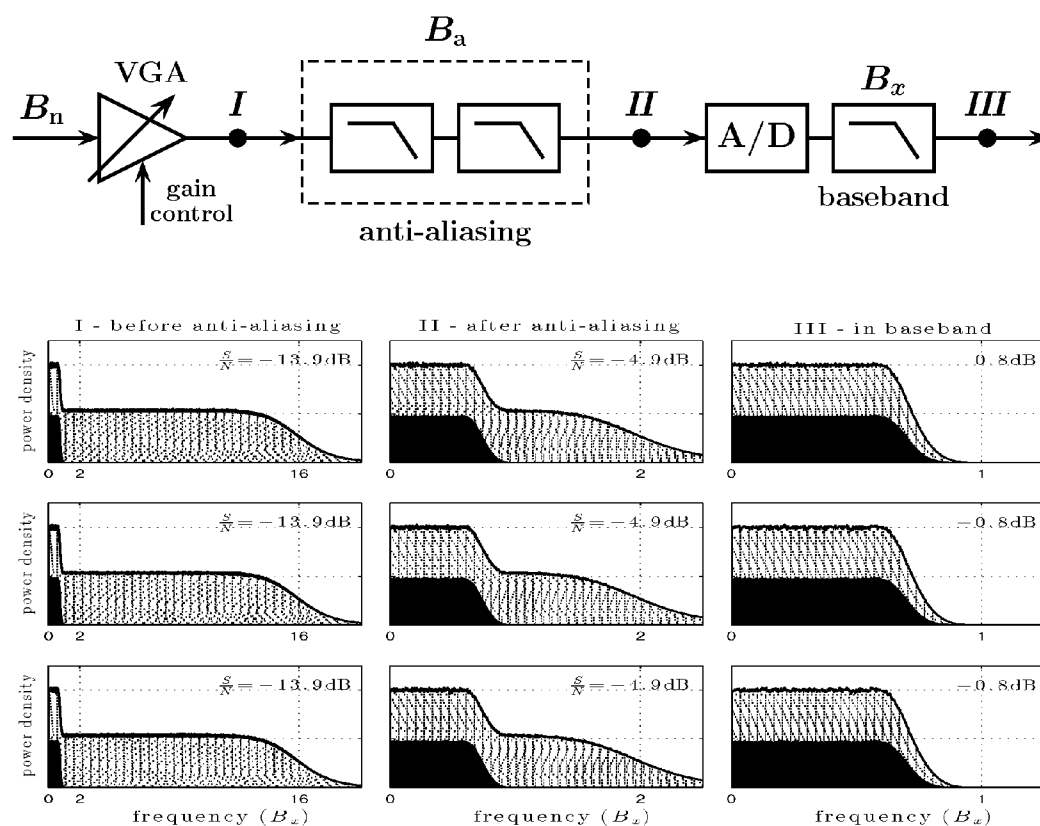 B_a
VGA
B_n
I
II
B_x
III
A/D
gain
control
anti-aliasing
baseband
I - before anti-aliasing
II - after anti-aliasing
III - in baseband
power density
S/N=−13.9dB
S/N=−4.9dB
0.8dB
0 2 16
0 2
0 1
power density
S/N=−13.9dB
S/N=−4.9dB
−0.8dB
0 2 16
0 2
0 1
power density
S/N=−13.9dB
S/N=−4.9dB
−0.8dB
0 2 16
0 2
0 1
frequency (B_x)
frequency (B_x)
frequency (B_x)